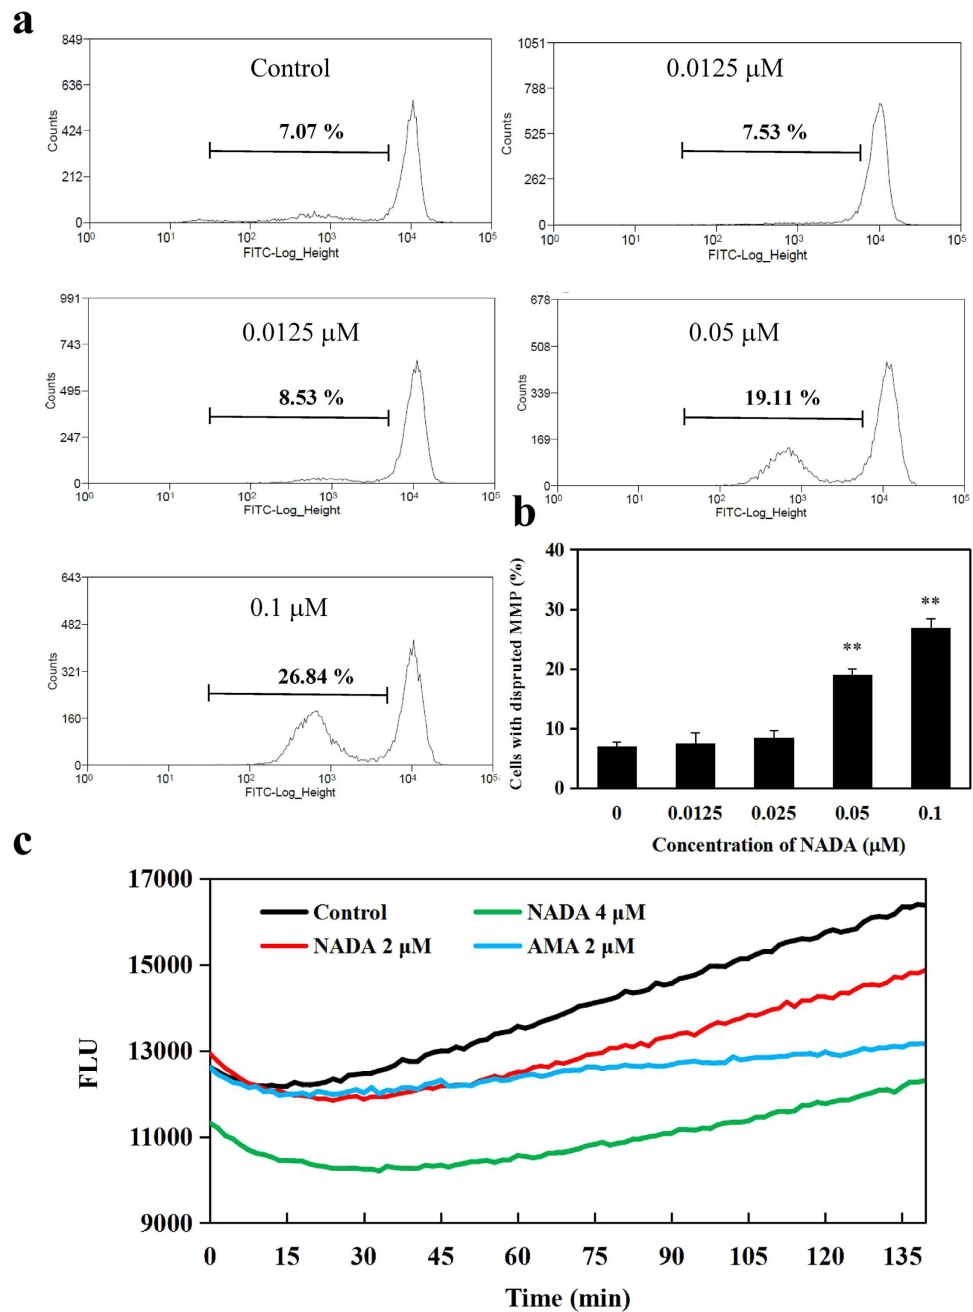 a
849
636
424
212
0
Counts
Control
7.07 %
10⁰ 10¹ 10² 10³ 10⁴ 10⁵
FITC-Log_Height
1051
788
525
262
0
Counts
0.0125 µM
7.53 %
10⁰ 10¹ 10² 10³ 10⁴ 10⁵
FITC-Log_Height
991
743
495
247
0
Counts
0.0125 µM
8.53 %
10⁰ 10¹ 10² 10³ 10⁴ 10⁵
FITC-Log_Height
678
508
339
169
0
Counts
0.05 µM
19.11 %
10⁰ 10¹ 10² 10³ 10⁴ 10⁵
FITC-Log_Height
643
482
321
160
0
Counts
0.1 µM
26.84 %
10⁰ 10¹ 10² 10³ 10⁴ 10⁵
FITC-Log_Height
b
Cells with dispruted MMP (%)
40
30
20
10
0
**
**
0 0.0125 0.025 0.05 0.1
Concentration of NADA (µM)
c
FLU
17000
15000
13000
11000
9000
Control
NADA 4 µM
NADA 2 µM
AMA 2 µM
0 15 30 45 60 75 90 105 120 135
Time (min)